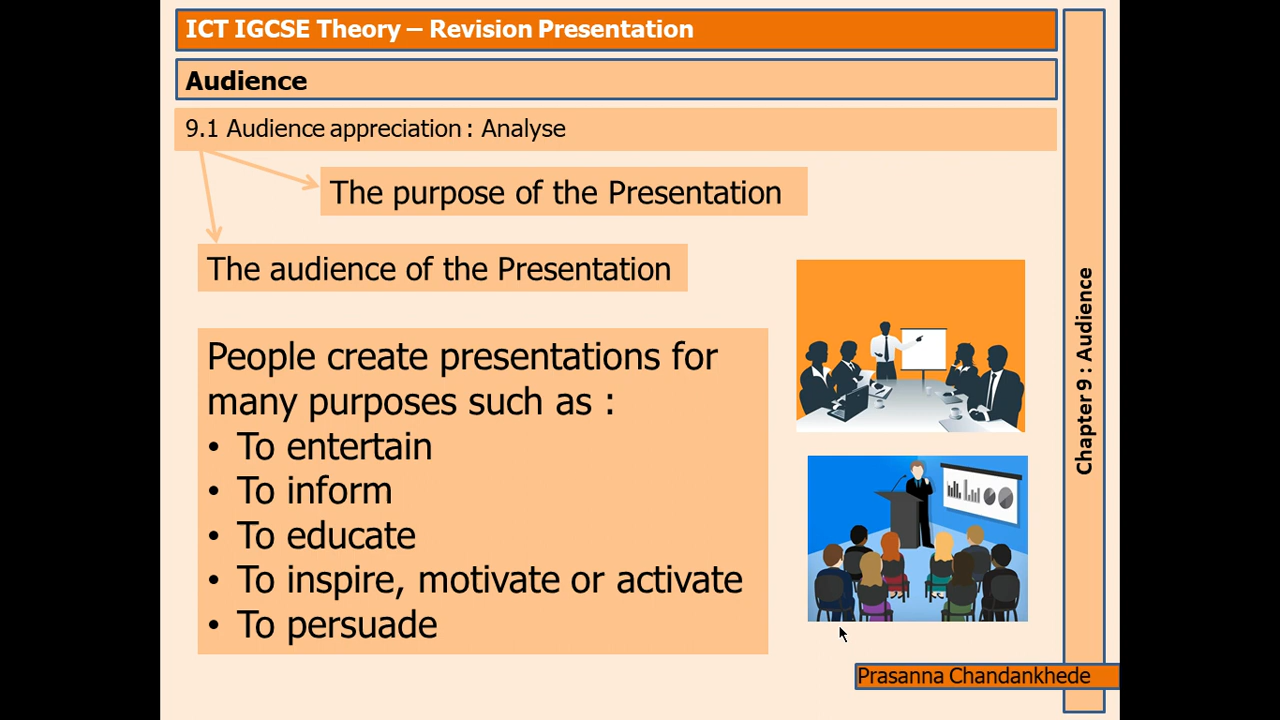 ICT IGCSE Theory – Revision Presentation
Audience
9.1 Audience appreciation : Analyse
The purpose of the Presentation
The audience of the Presentation
People create presentations for
many purposes such as :
• To entertain
• To inform
• To educate
• To inspire, motivate or activate
• To persuade
Chapter 9 : Audience
Prasanna Chandankhede